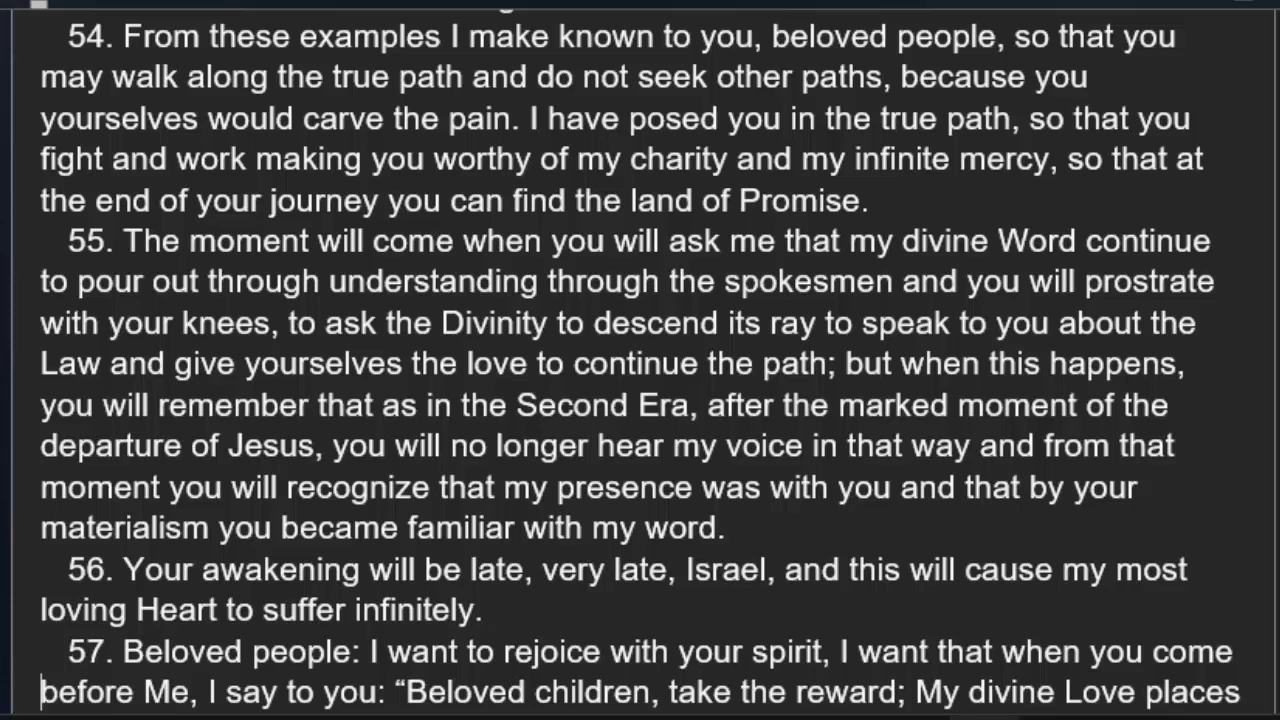 54. From these examples I make known to you, beloved people, so that you
may walk along the true path and do not seek other paths, because you
yourselves would carve the pain. I have posed you in the true path, so that you
fight and work making you worthy of my charity and my infinite mercy, so that at
the end of your journey you can find the land of Promise.
55. The moment will come when you will ask me that my divine Word continue
to pour out through understanding through the spokesmen and you will prostrate
with your knees, to ask the Divinity to descend its ray to speak to you about the
Law and give yourselves the love to continue the path; but when this happens,
you will remember that as in the Second Era, after the marked moment of the
departure of Jesus, you will no longer hear my voice in that way and from that
moment you will recognize that my presence was with you and that by your
materialism you became familiar with my word.
56. Your awakening will be late, very late, Israel, and this will cause my most
loving Heart to suffer infinitely.
57. Beloved people: I want to rejoice with your spirit, I want that when you come
before Me, I say to you: “Beloved children, take the reward; My divine Love places